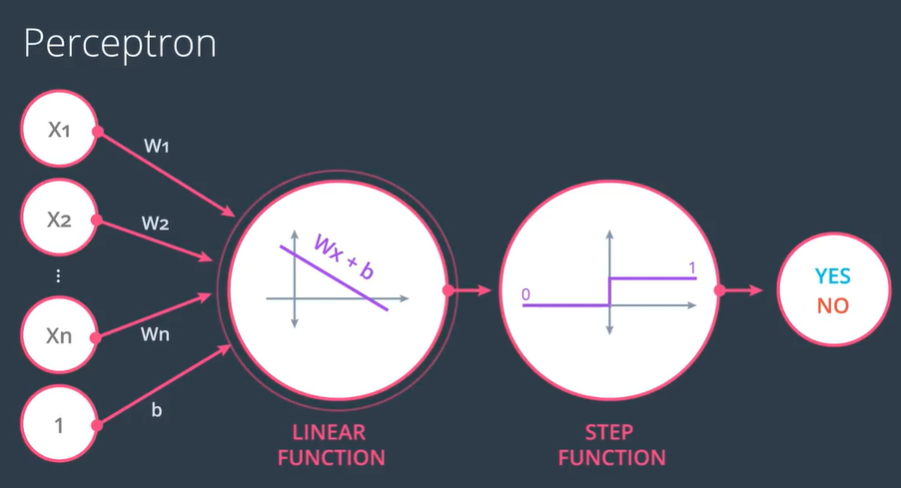 Perceptron
X1
W1
X2
W2
⋮
Xn
Wn
1
b
Wx + b
LINEAR
FUNCTION
0
1
STEP
FUNCTION
YES
NO